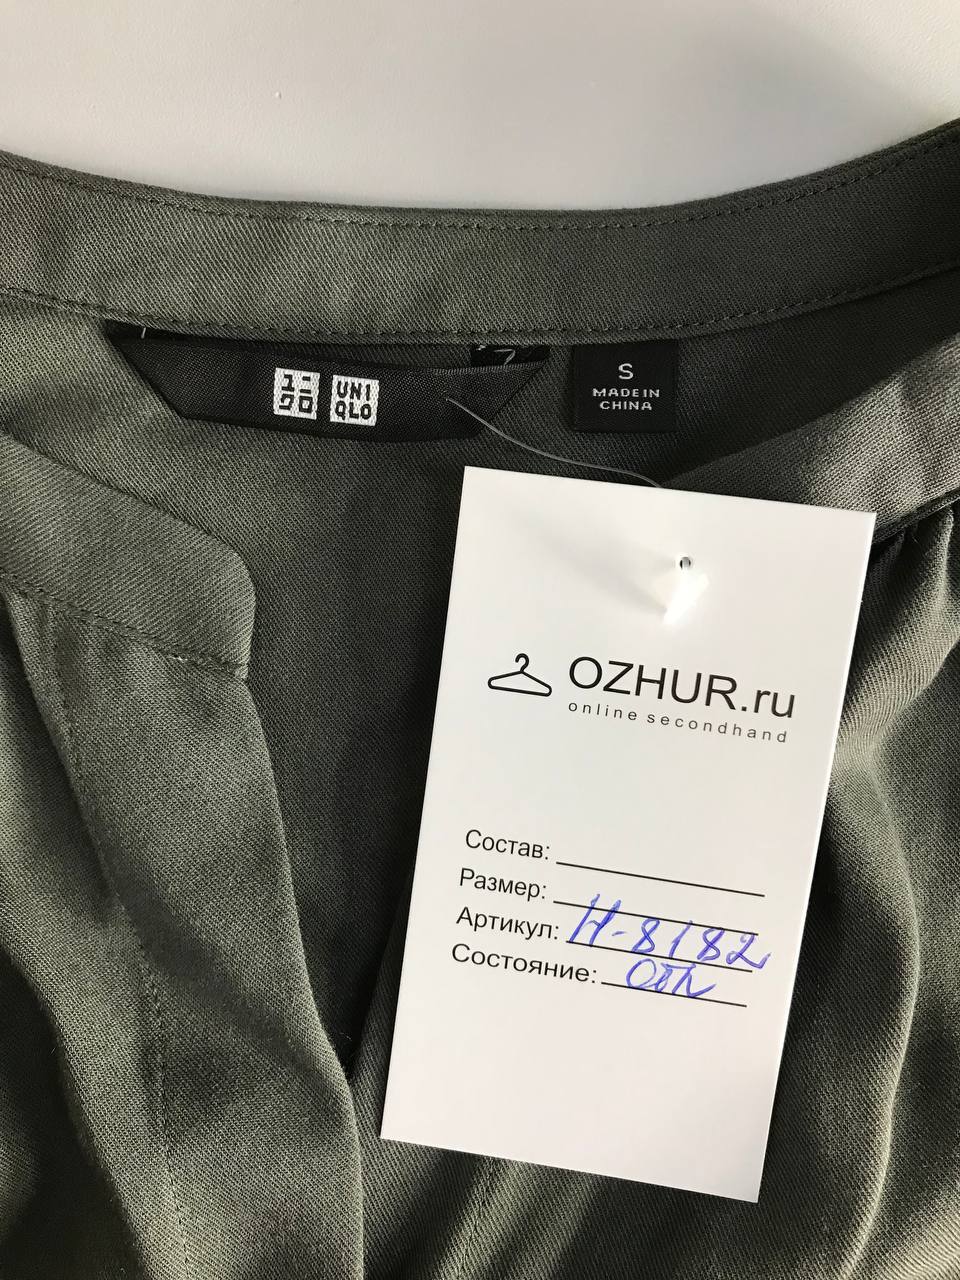 UNI
QLO
S
MADE IN
CHINA
OZHUR.ru
online secondhand
Состав:
Размер:
Артикул: Н-8182
Состояние: Отл